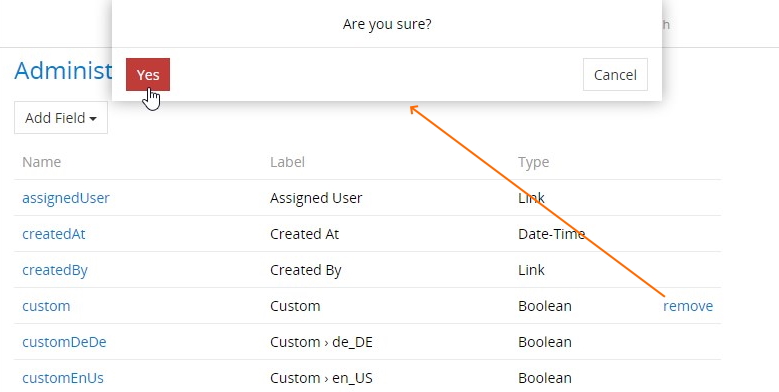 Are you sure?
Yes Cancel
Administ
Add Field
Name Label Type
assignedUser Assigned User Link
createdAt Created At Date-Time
createdBy Created By Link
custom Custom Boolean remove
customDeDe Custom › de_DE Boolean
customEnUs Custom › en_US Boolean